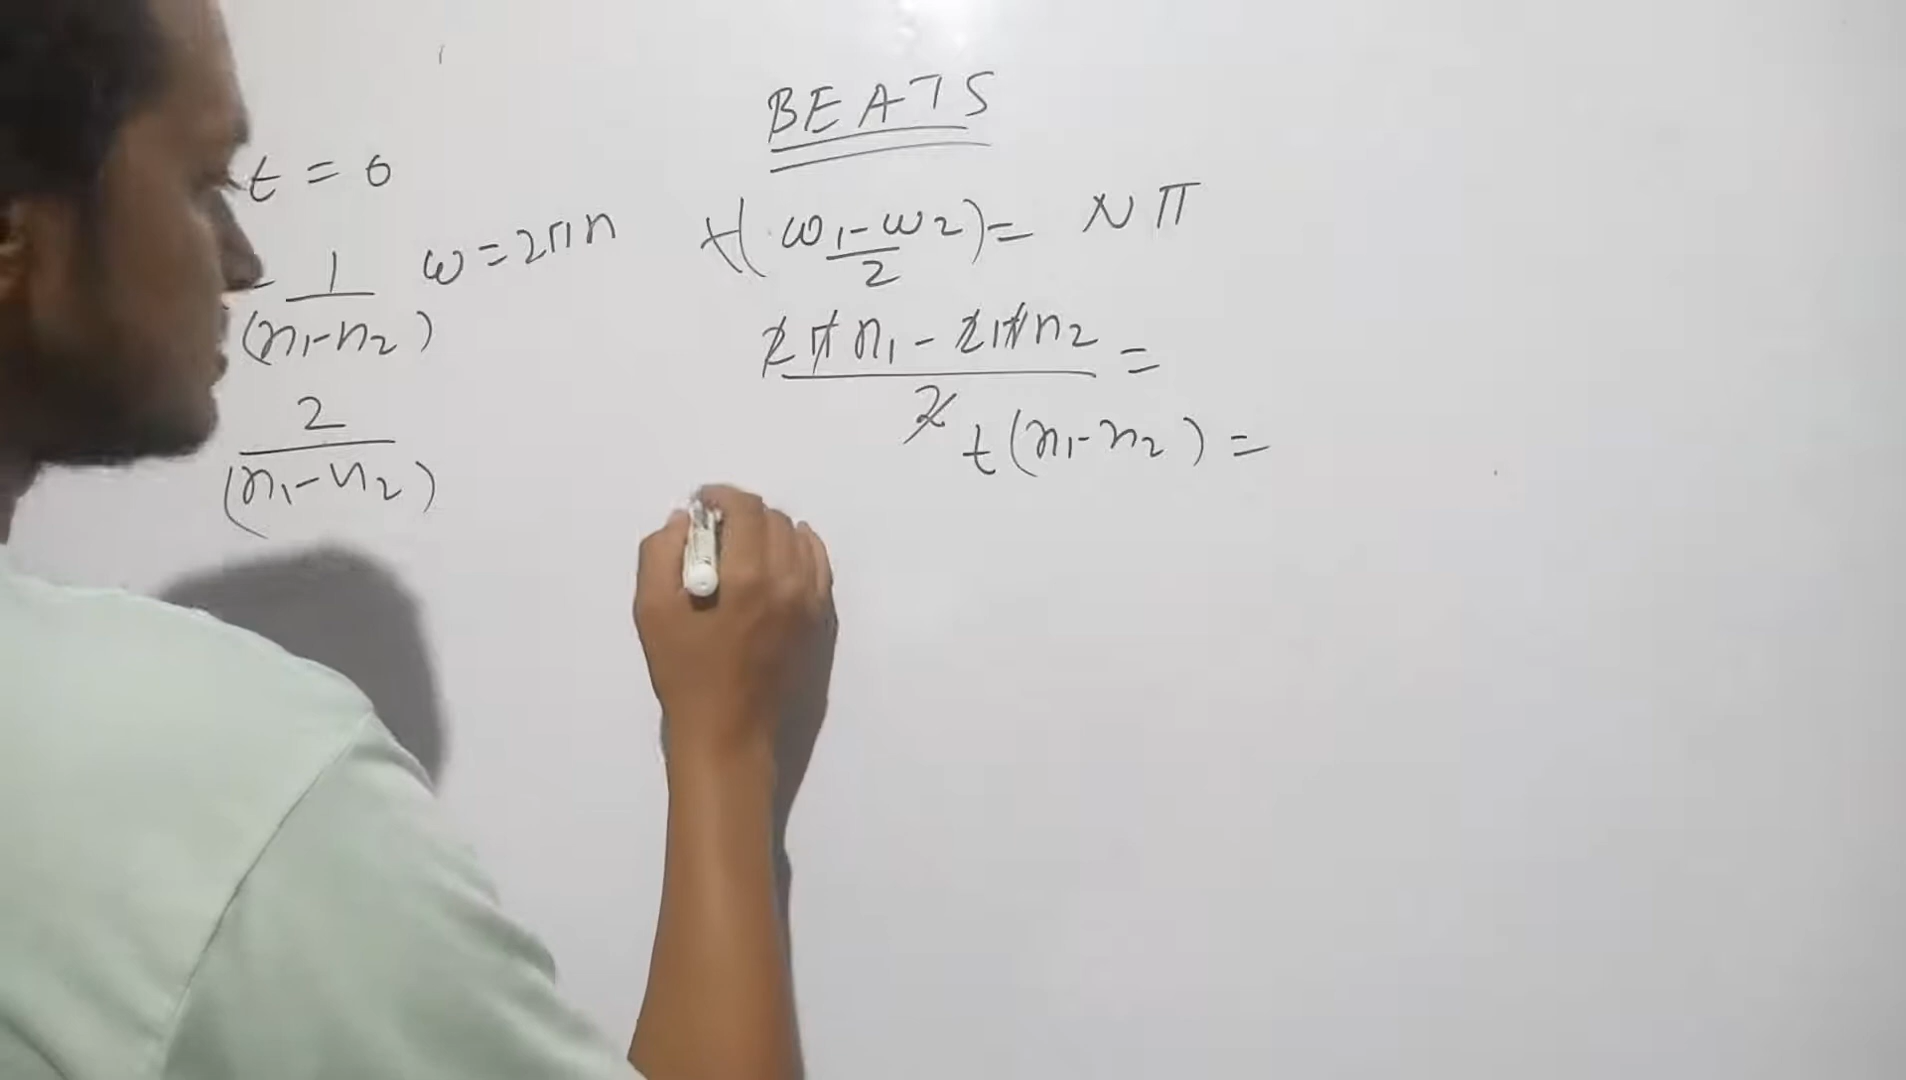 BEATS
t = 0
ω = 2πn
t(ω1-ω2/2) = Nπ
1/(n1-n2)
2πn1 - 2πn2 / 2 =
2/(n1-n2)
t(n1-n2) =